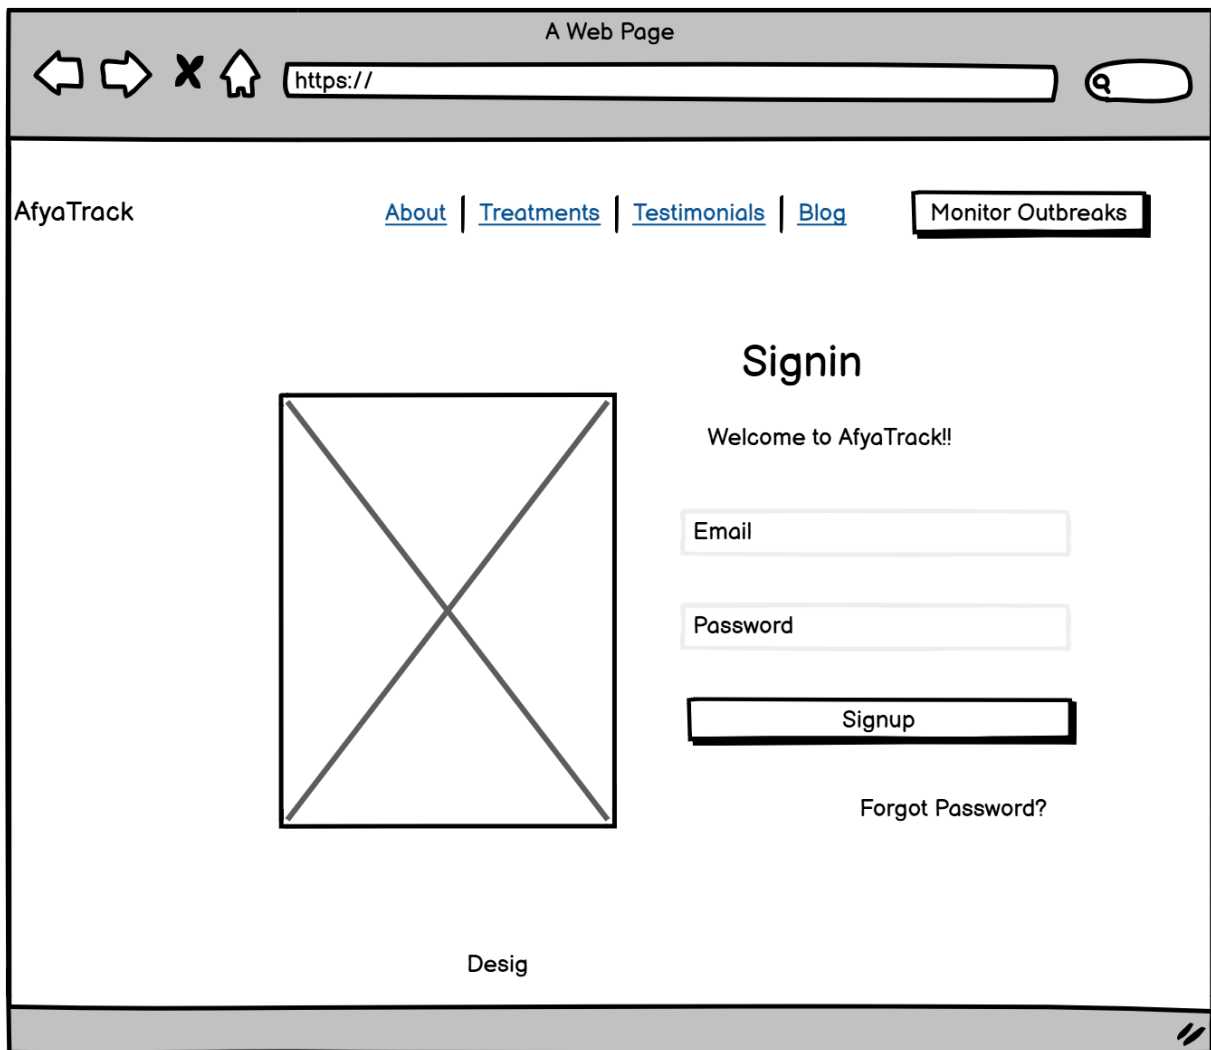 A Web Page
https://
AfyaTrack
About | Treatments | Testimonials | Blog
Monitor Outbreaks
Signin
Welcome to AfyaTrack!!
Email
Password
Signup
Forgot Password?
Desig